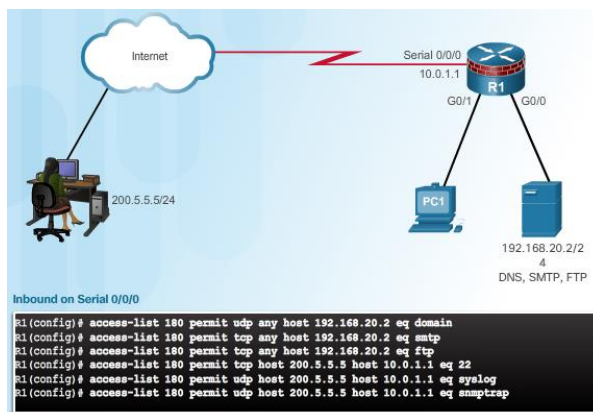 Internet
Serial 0/0/0
10.0.1.1
R1
G0/1
G0/0
200.5.5.5/24
PC1
192.168.20.2/2
4
DNS, SMTP, FTP
Inbound on Serial 0/0/0
R1(config)# access-list 180 permit udp any host 192.168.20.2 eq domain
R1(config)# access-list 180 permit tcp any host 192.168.20.2 eq smtp
R1(config)# access-list 180 permit tcp any host 192.168.20.2 eq ftp
R1(config)# access-list 180 permit tcp host 200.5.5.5 host 10.0.1.1 eq 22
R1(config)# access-list 180 permit udp host 200.5.5.5 host 10.0.1.1 eq syslog
R1(config)# access-list 180 permit udp host 200.5.5.5 host 10.0.1.1 eq snmptrap